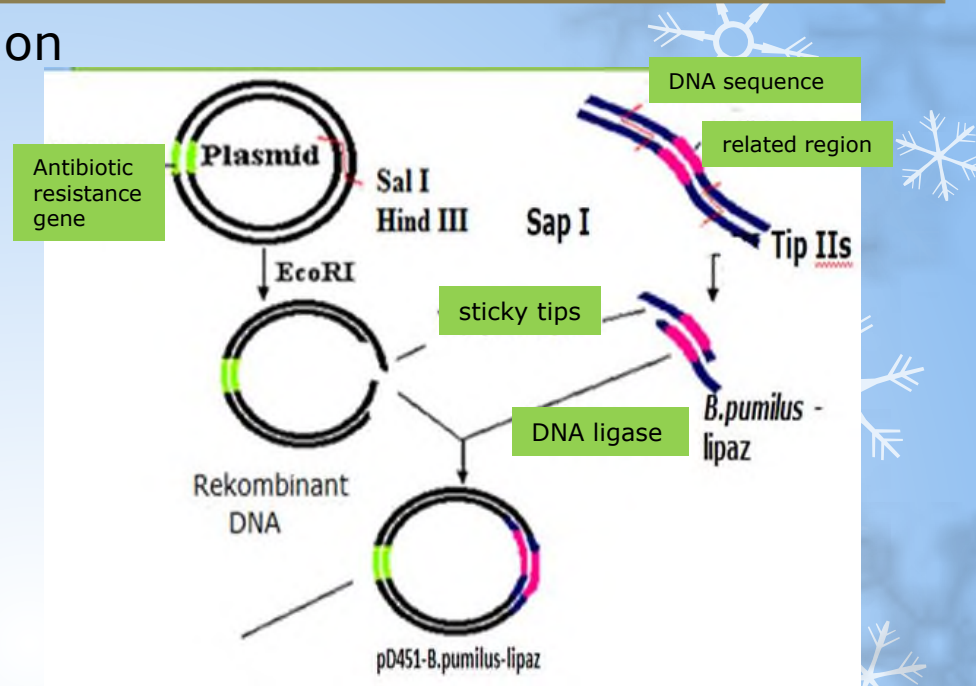 on
DNA sequence
related region
Antibiotic
resistance
gene
Plasmid
Sal I
Hind III
Sap I
Tip IIs
EcoRI
sticky tips
DNA ligase
B.pumilus -
lipaz
Rekombinant
DNA
pD451-B.pumilus-lipaz